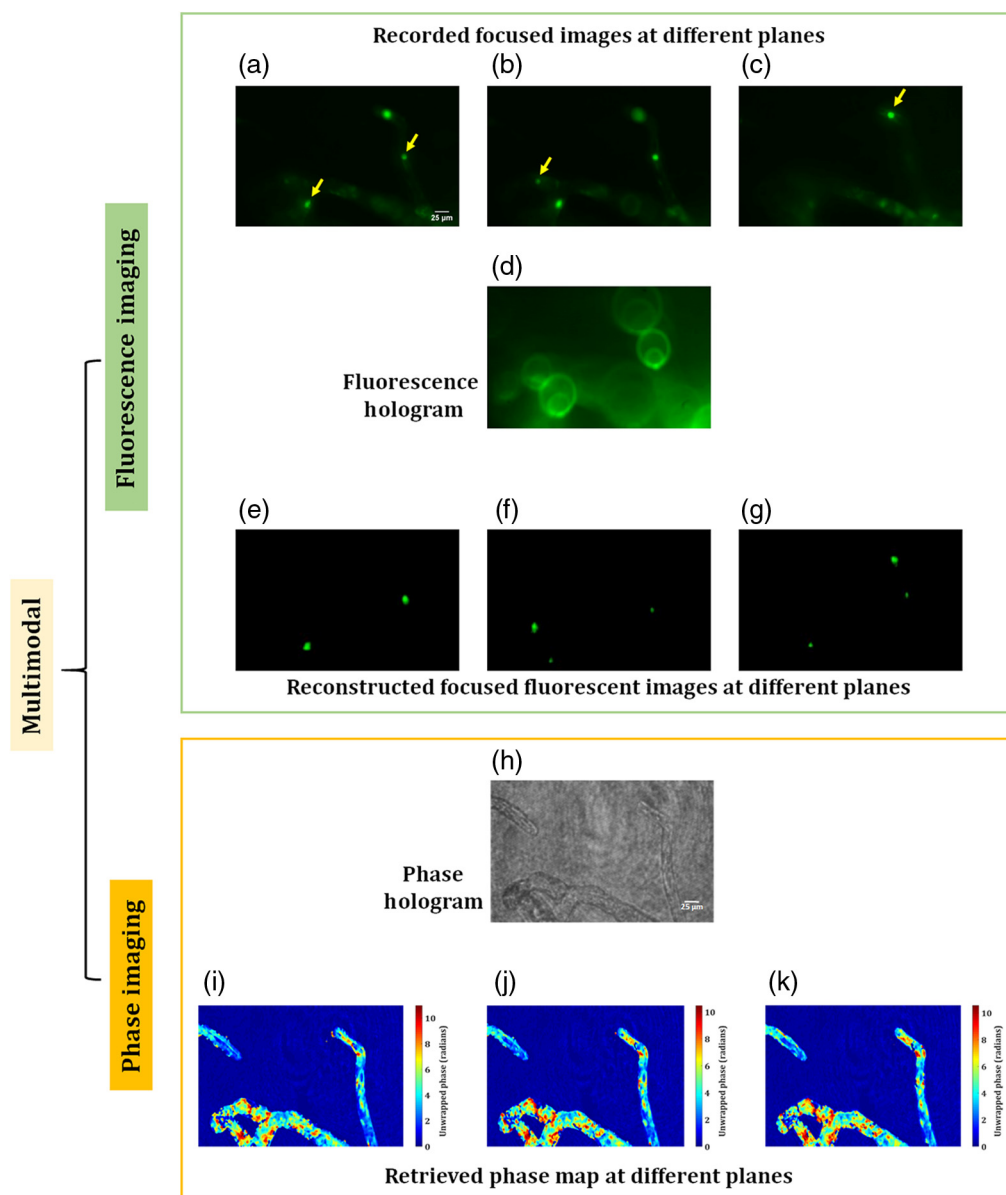 Recorded focused images at different planes
(a)
(b)
(c)
25 µm
Fluorescence imaging
(d)
Fluorescence
hologram
(e)
(f)
(g)
Reconstructed focused fluorescent images at different planes
Multimodal
(h)
Phase
hologram
25 µm
Phase imaging
(i)
(j)
(k)
10
8
6
4
2
0
Unwrapped phase (radians)
10
8
6
4
2
0
Unwrapped phase (radians)
10
8
6
4
2
0
Unwrapped phase (radians)
Retrieved phase map at different planes